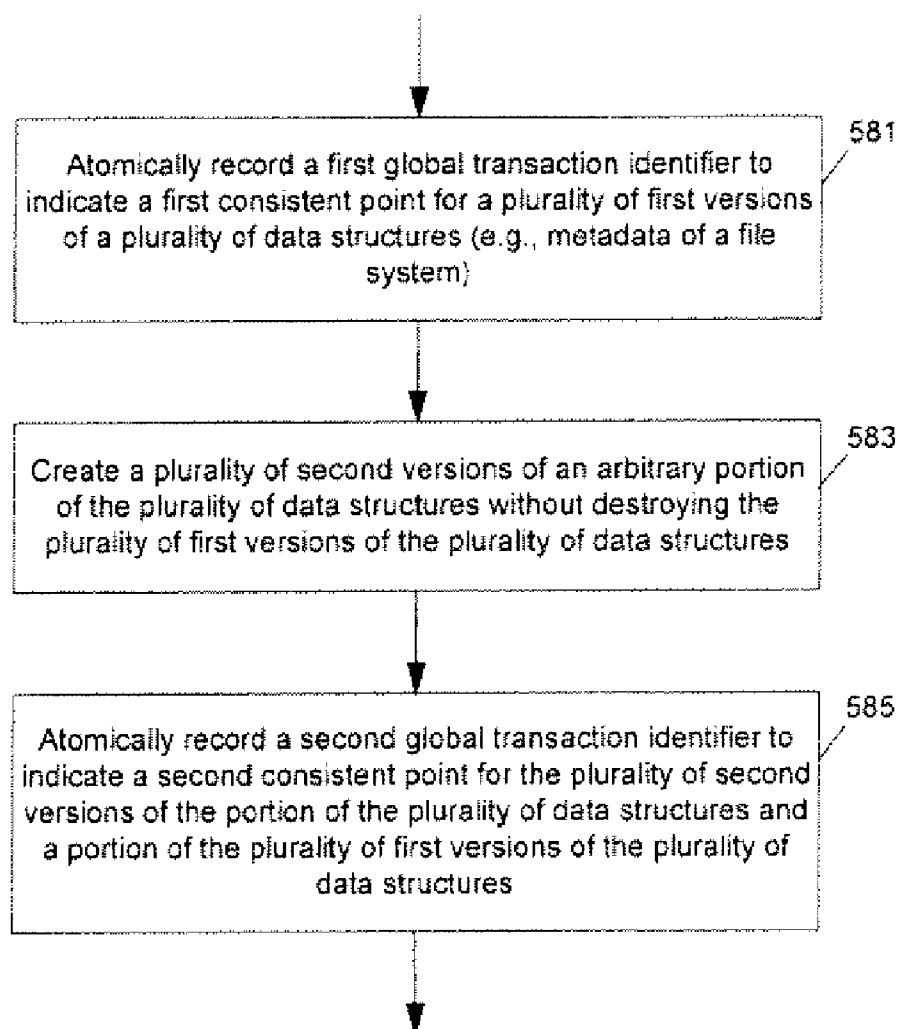 581
Atomically record a first global transaction identifier to
indicate a first consistent point for a plurality of first versions
of a plurality of data structures (e.g., metadata of a file
system)
583
Create a plurality of second versions of an arbitrary portion
of the plurality of data structures without destroying the
plurality of first versions of the plurality of data structures
585
Atomically record a second global transaction identifier to
indicate a second consistent point for the plurality of second
versions of the portion of the plurality of data structures and
a portion of the plurality of first versions of the plurality of
data structures